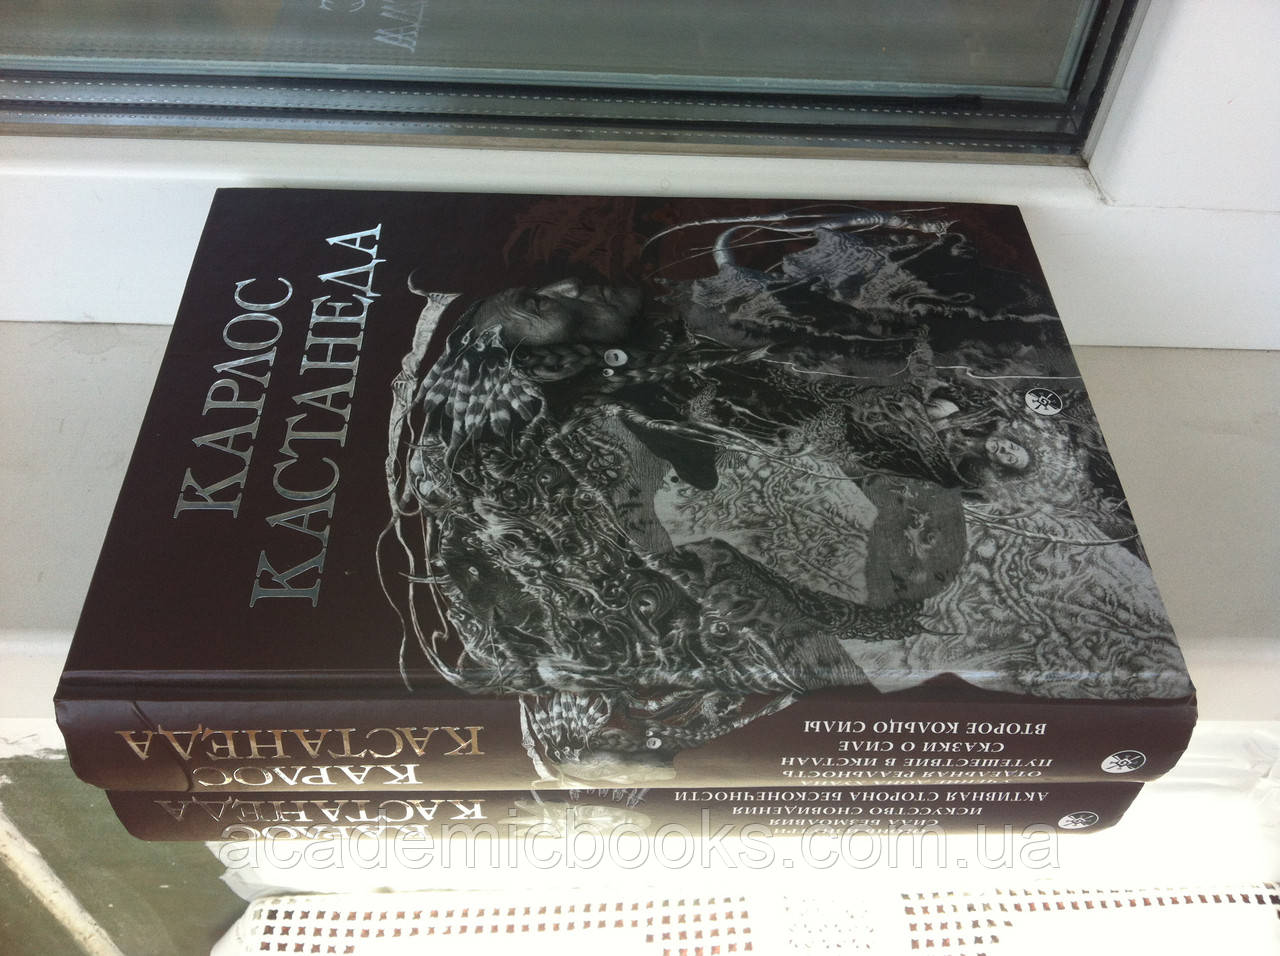 КАРЛОС
КАСТАНЕДА
КАРЛОС
КАСТАНЕДА
ОТДЕЛЬНАЯ РЕАЛЬНОСТЬ
ПУТЕШЕСТВИЕ В ИКСТЛАН
СКАЗКИ О СИЛЕ
ВТОРОЕ КОЛЬЦО СИЛЫ
КАРЛОС
КАСТАНЕДА
СИЛА БЕЗМОЛВИЯ
ИСКУССТВО СНОВИДЕНИЯ
АКТИВНАЯ СТОРОНА БЕСКОНЕЧНОСТИ
academicbooks.com.ua